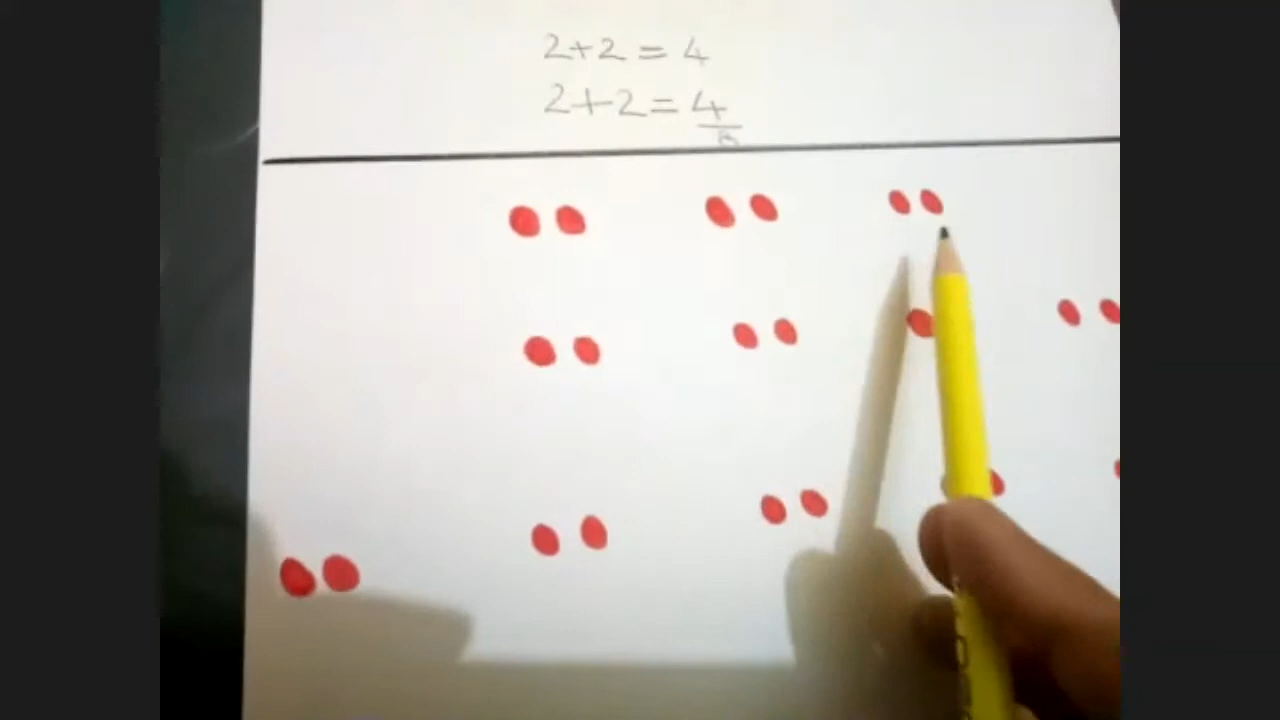 2+2 = 4
2+2 = 4